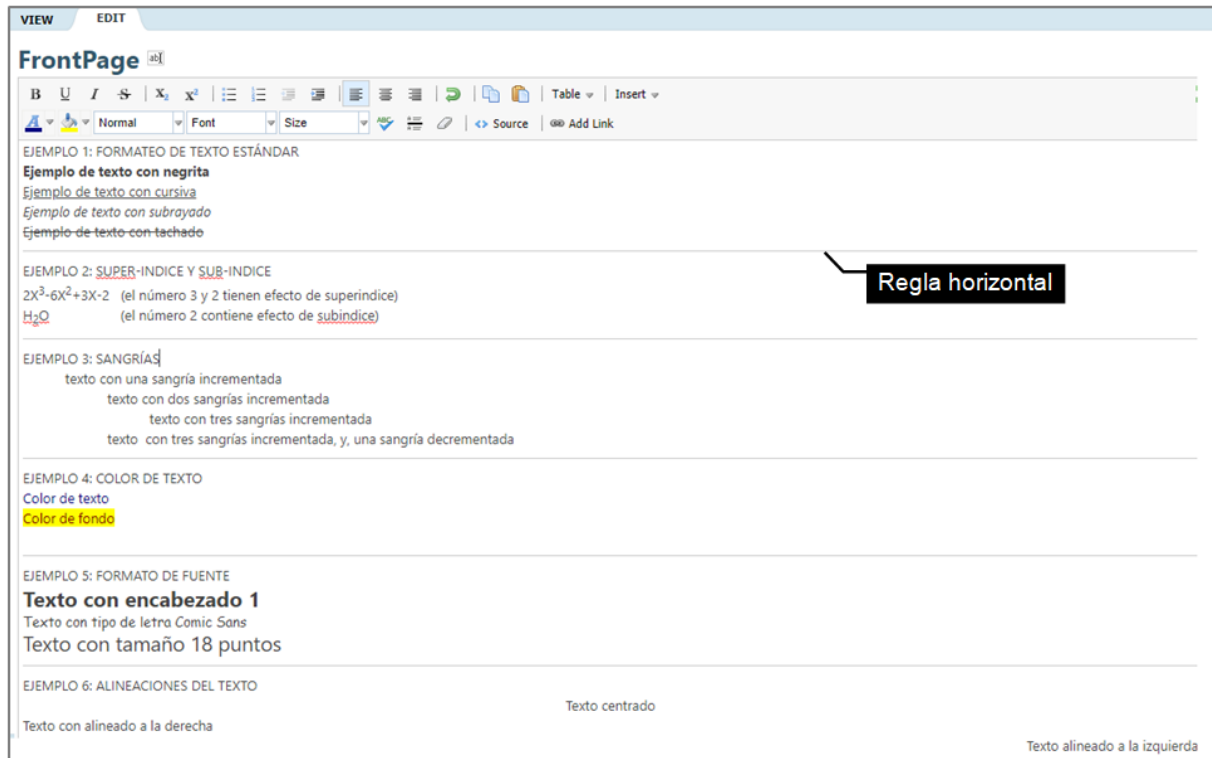 VIEW EDIT
FrontPage ab
B U I S X₂ x² Table Insert
A Normal Font Size ABC <> Source Add Link
EJEMPLO 1: FORMATEO DE TEXTO ESTÁNDAR
Ejemplo de texto con negrita
Ejemplo de texto con cursiva
Ejemplo de texto con subrayado
Ejemplo de texto con tachado
Regla horizontal
EJEMPLO 2: SUPER-INDICE Y SUB-INDICE
2X³-6X²+3X-2 (el número 3 y 2 tienen efecto de superindice)
H₂O (el número 2 contiene efecto de subindice)
EJEMPLO 3: SANGRÍAS
texto con una sangría incrementada
texto con dos sangrías incrementada
texto con tres sangrías incrementada
texto con tres sangrías incrementada, y, una sangría decrementada
EJEMPLO 4: COLOR DE TEXTO
Color de texto
Color de fondo
EJEMPLO 5: FORMATO DE FUENTE
Texto con encabezado 1
Texto con tipo de letra Comic Sans
Texto con tamaño 18 puntos
EJEMPLO 6: ALINEACIONES DEL TEXTO
Texto centrado
Texto con alineado a la derecha
Texto alineado a la izquierda